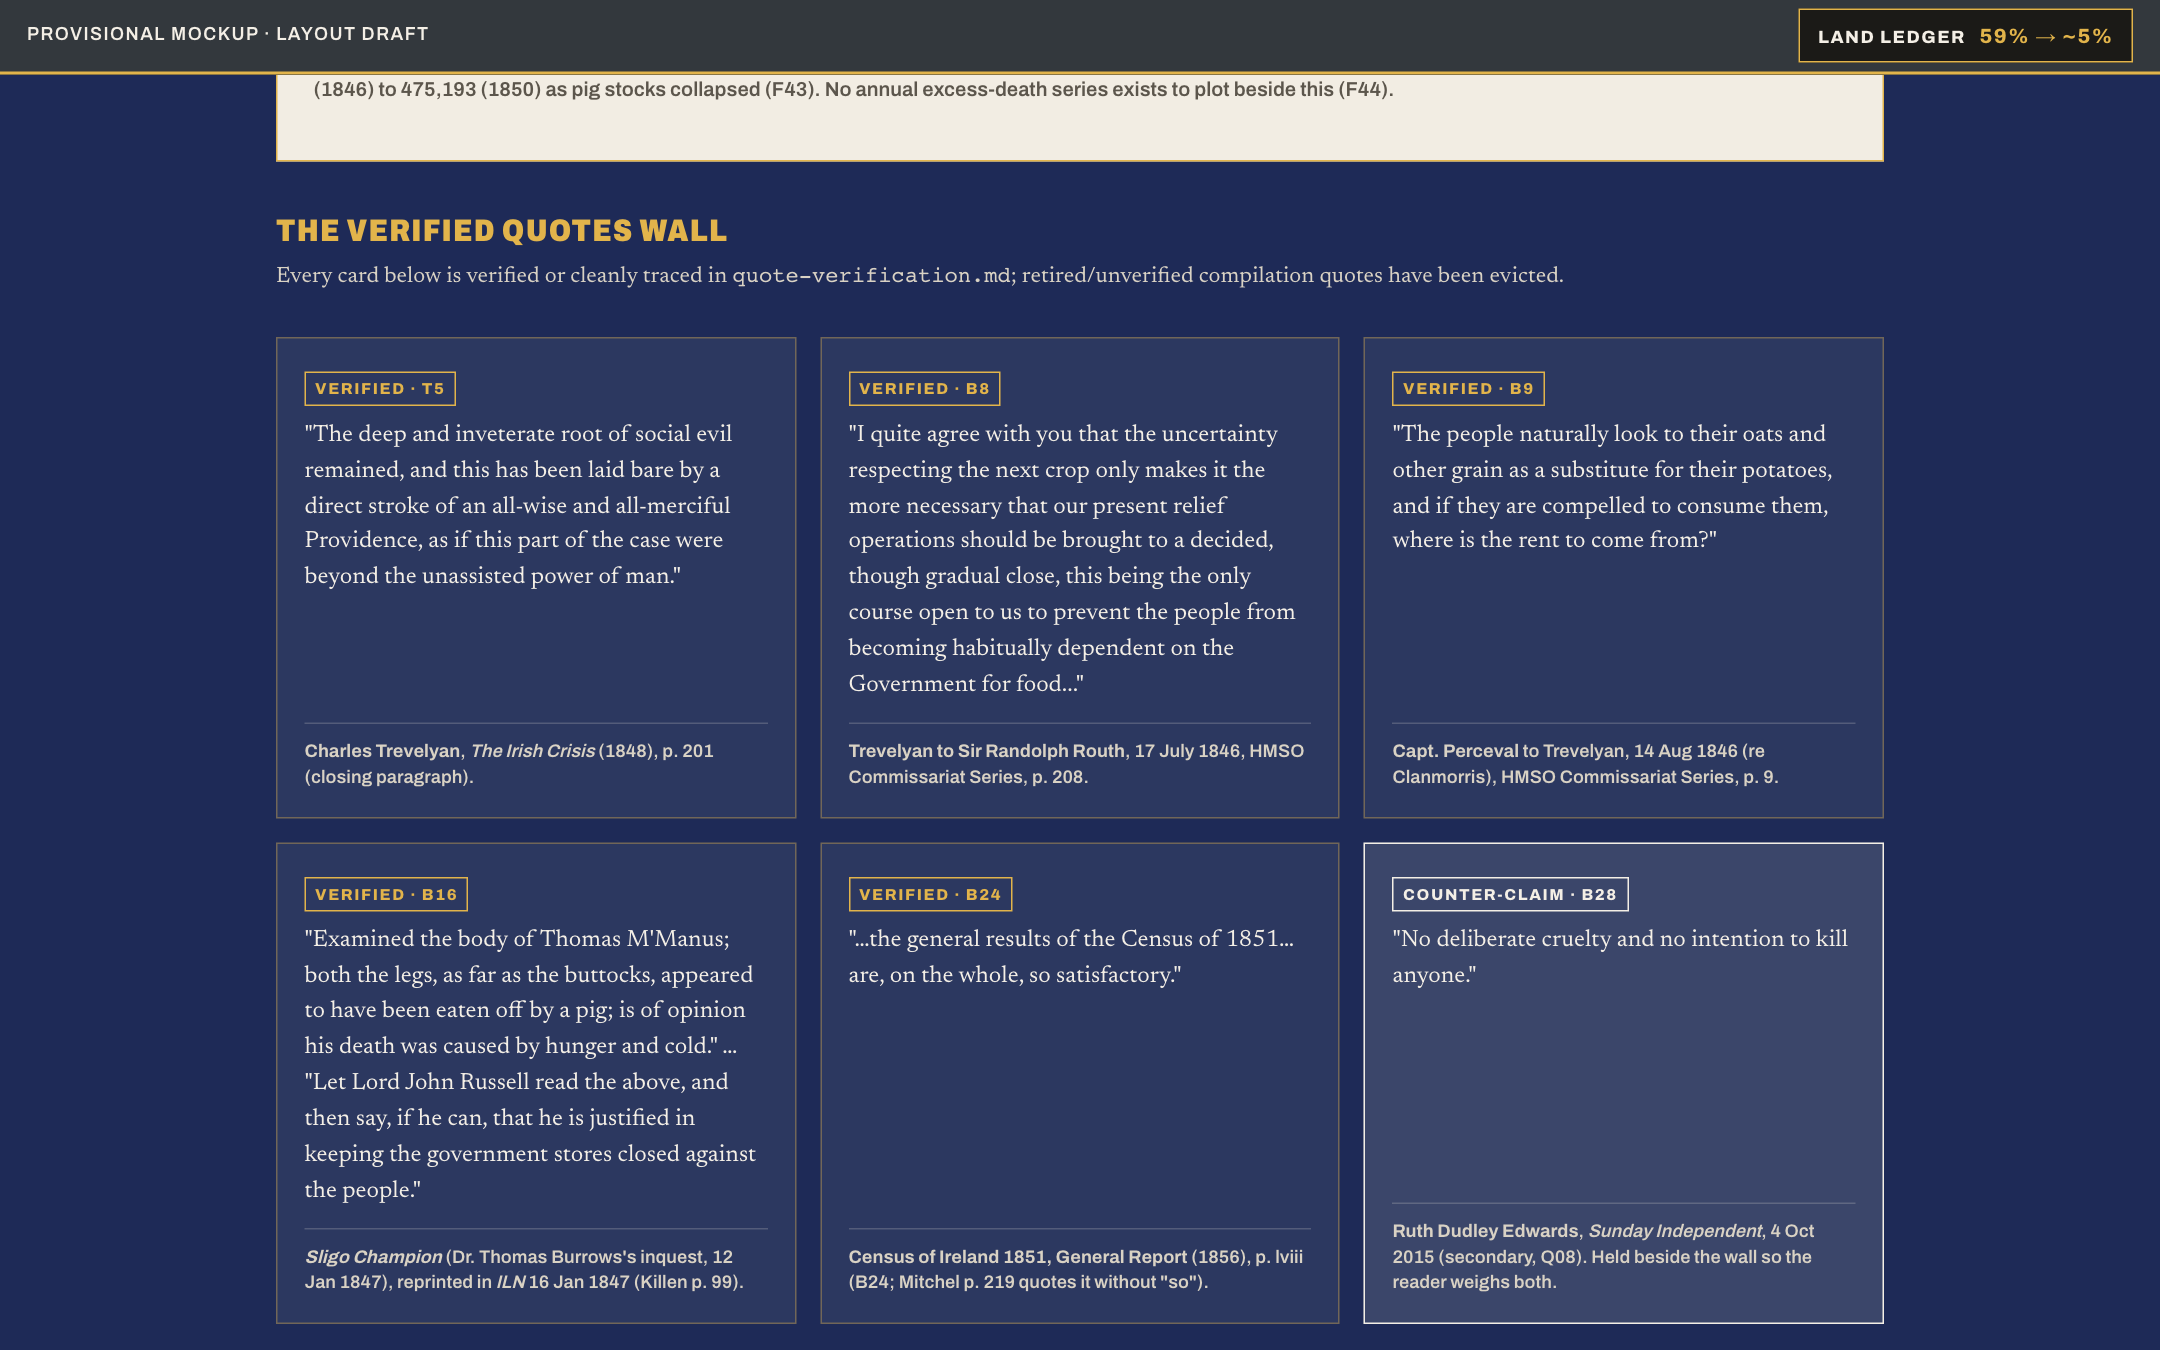 PROVISIONAL MOCKUP · LAYOUT DRAFT
LAND LEDGER 59% → ~5%
(1846) to 475,193 (1850) as pig stocks collapsed (F43). No annual excess-death series exists to plot beside this (F44).
THE VERIFIED QUOTES WALL
Every card below is verified or cleanly traced in quote-verification.md; retired/unverified compilation quotes have been evicted.
VERIFIED · T5
"The deep and inveterate root of social evil
remained, and this has been laid bare by a
direct stroke of an all-wise and all-merciful
Providence, as if this part of the case were
beyond the unassisted power of man."
Charles Trevelyan, The Irish Crisis (1848), p. 201
(closing paragraph).
VERIFIED · B8
"I quite agree with you that the uncertainty
respecting the next crop only makes it the
more necessary that our present relief
operations should be brought to a decided,
though gradual close, this being the only
course open to us to prevent the people from
becoming habitually dependent on the
Government for food..."
Trevelyan to Sir Randolph Routh, 17 July 1846, HMSO
Commissariat Series, p. 208.
VERIFIED · B9
"The people naturally look to their oats and
other grain as a substitute for their potatoes,
and if they are compelled to consume them,
where is the rent to come from?"
Capt. Perceval to Trevelyan, 14 Aug 1846 (re
Clanmorris), HMSO Commissariat Series, p. 9.
VERIFIED · B16
"Examined the body of Thomas M'Manus;
both the legs, as far as the buttocks, appeared
to have been eaten off by a pig; is of opinion
his death was caused by hunger and cold." ...
"Let Lord John Russell read the above, and
then say, if he can, that he is justified in
keeping the government stores closed against
the people."
Sligo Champion (Dr. Thomas Burrows's inquest, 12
Jan 1847), reprinted in ILN 16 Jan 1847 (Killen p. 99).
VERIFIED · B24
"...the general results of the Census of 1851...
are, on the whole, so satisfactory."
Census of Ireland 1851, General Report (1856), p. lviii
(B24; Mitchel p. 219 quotes it without "so").
COUNTER-CLAIM · B28
"No deliberate cruelty and no intention to kill
anyone."
Ruth Dudley Edwards, Sunday Independent, 4 Oct
2015 (secondary, Q08). Held beside the wall so the
reader weighs both.